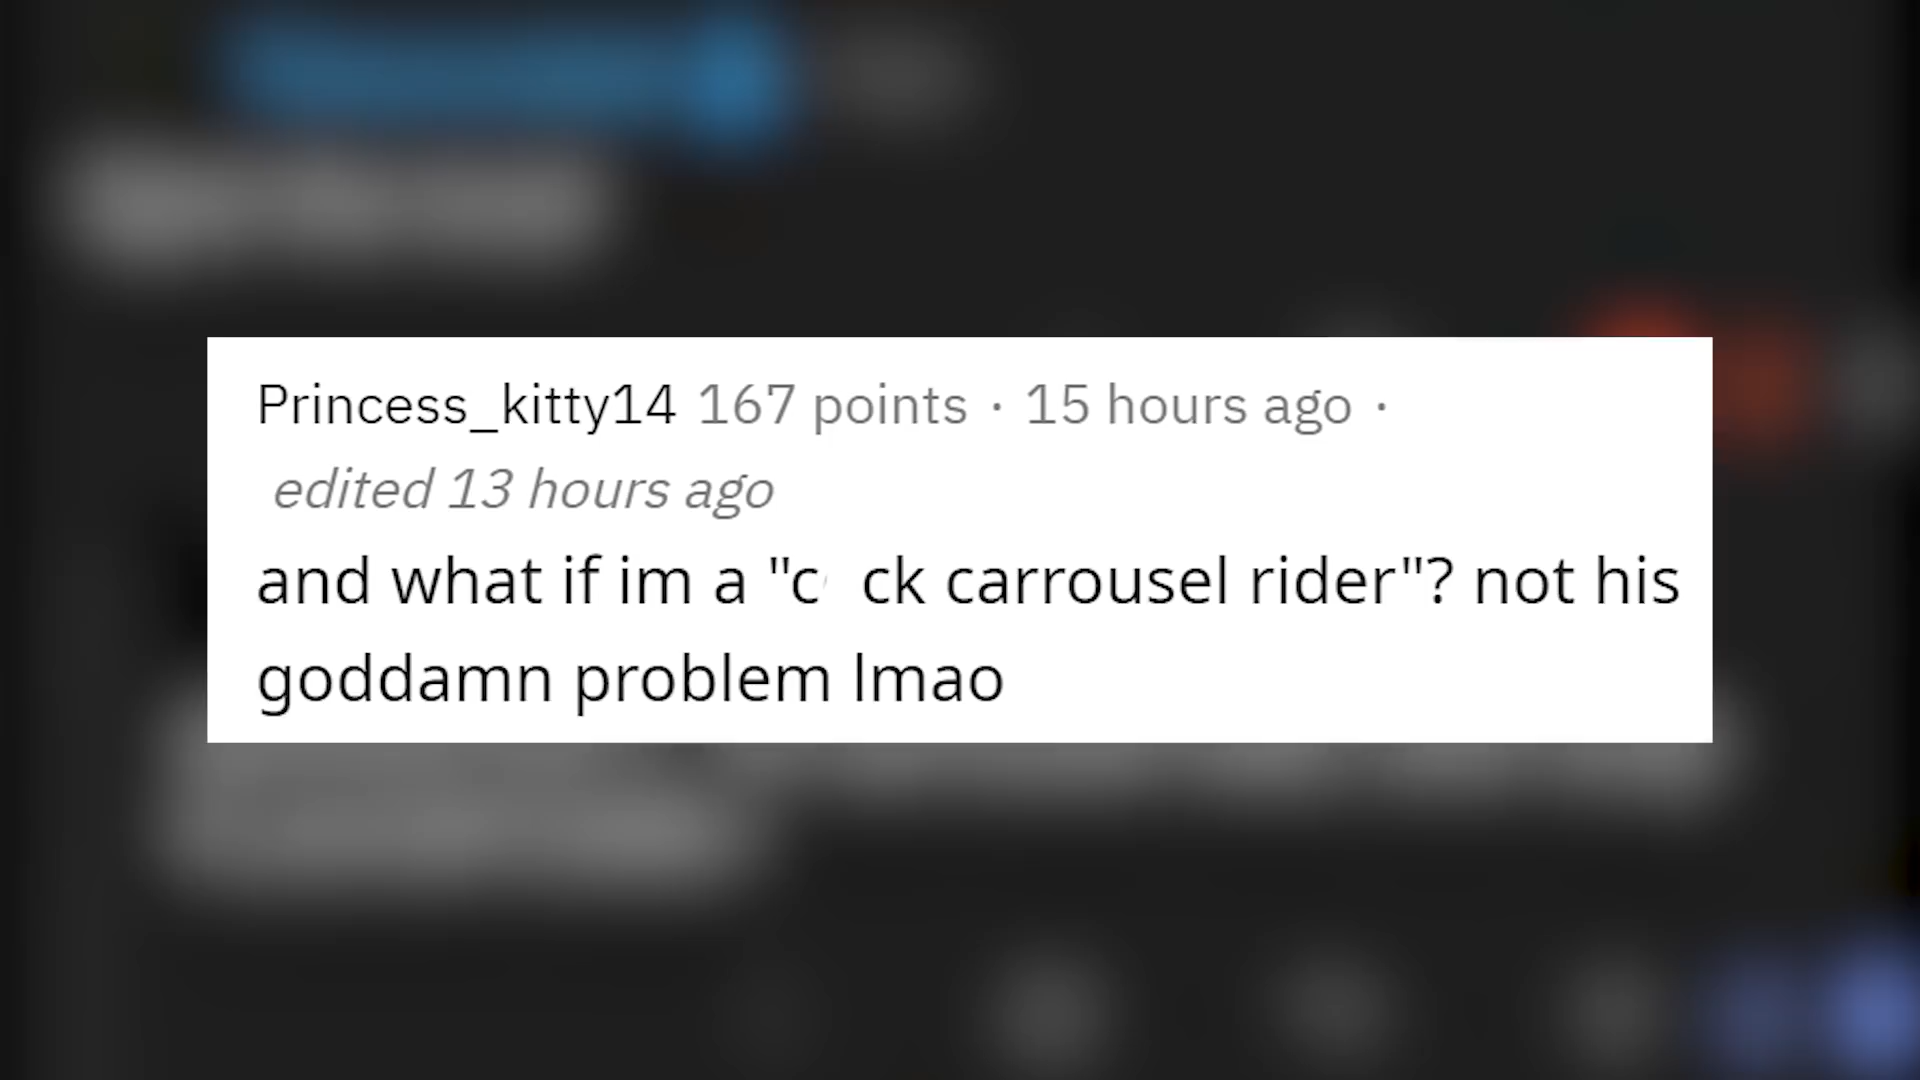 Princess_kitty14 167 points · 15 hours ago ·
edited 13 hours ago
and what if im a "c ck carrousel rider"? not his
goddamn problem lmao